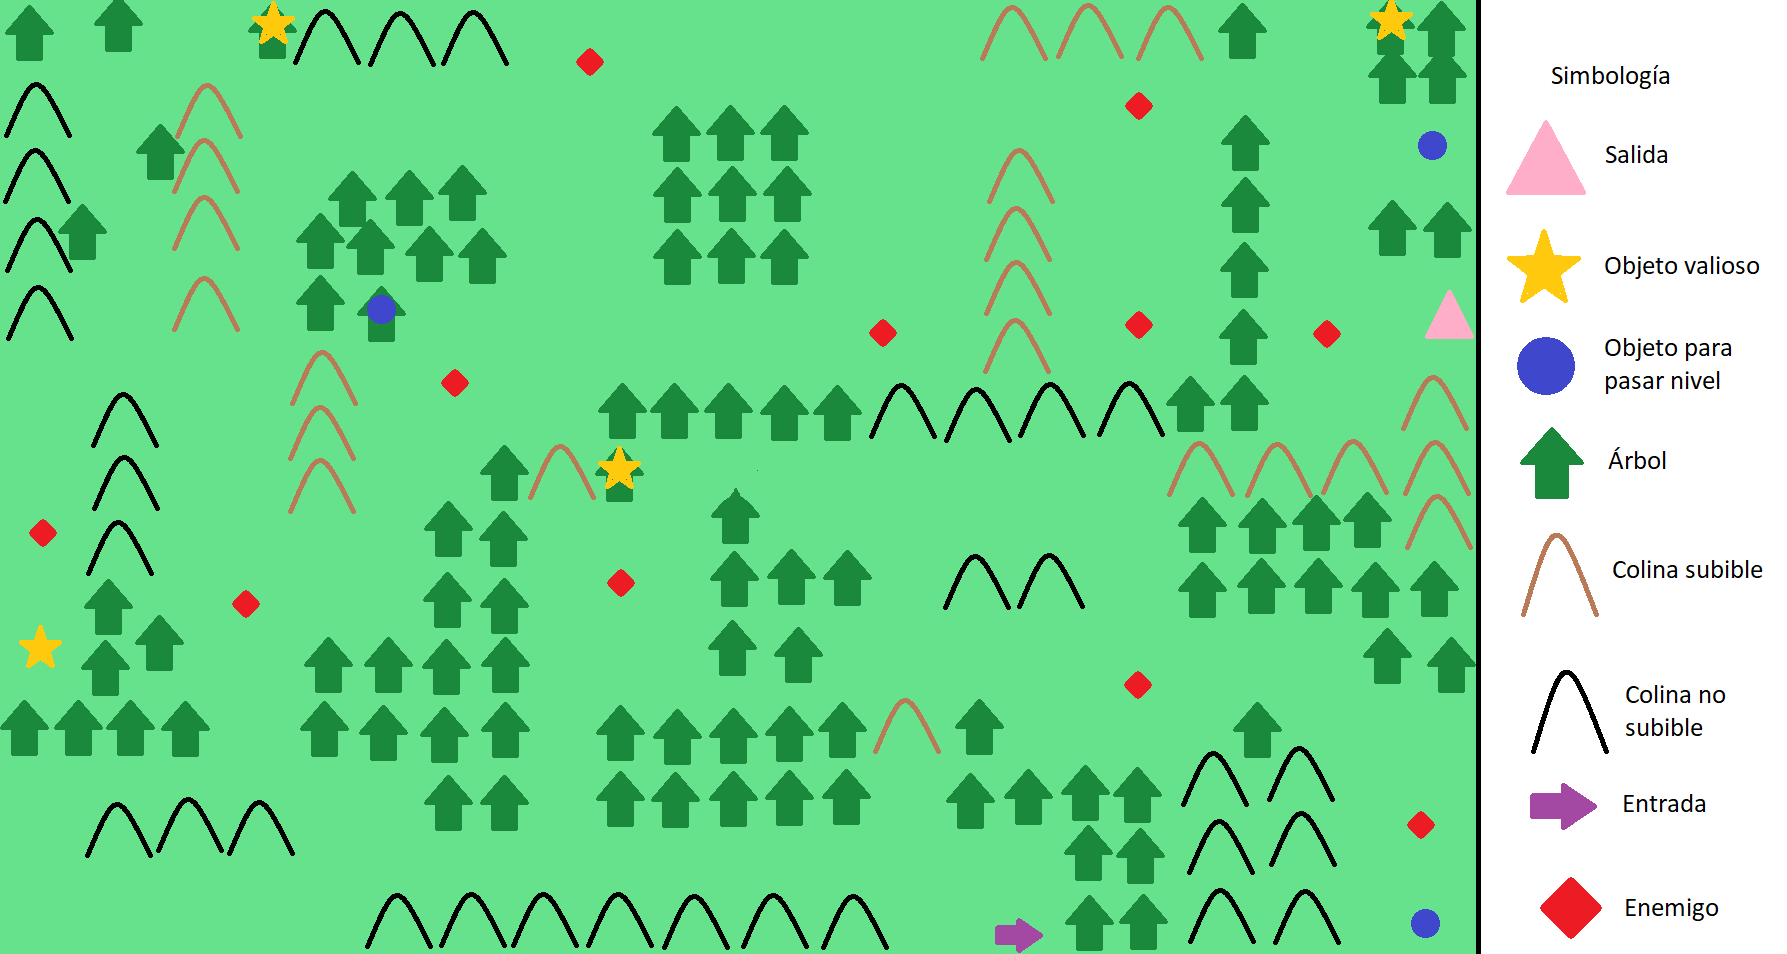 Simbología
Salida
Objeto valioso
Objeto para
pasar nivel
Árbol
Colina subible
Colina no
subible
Entrada
Enemigo